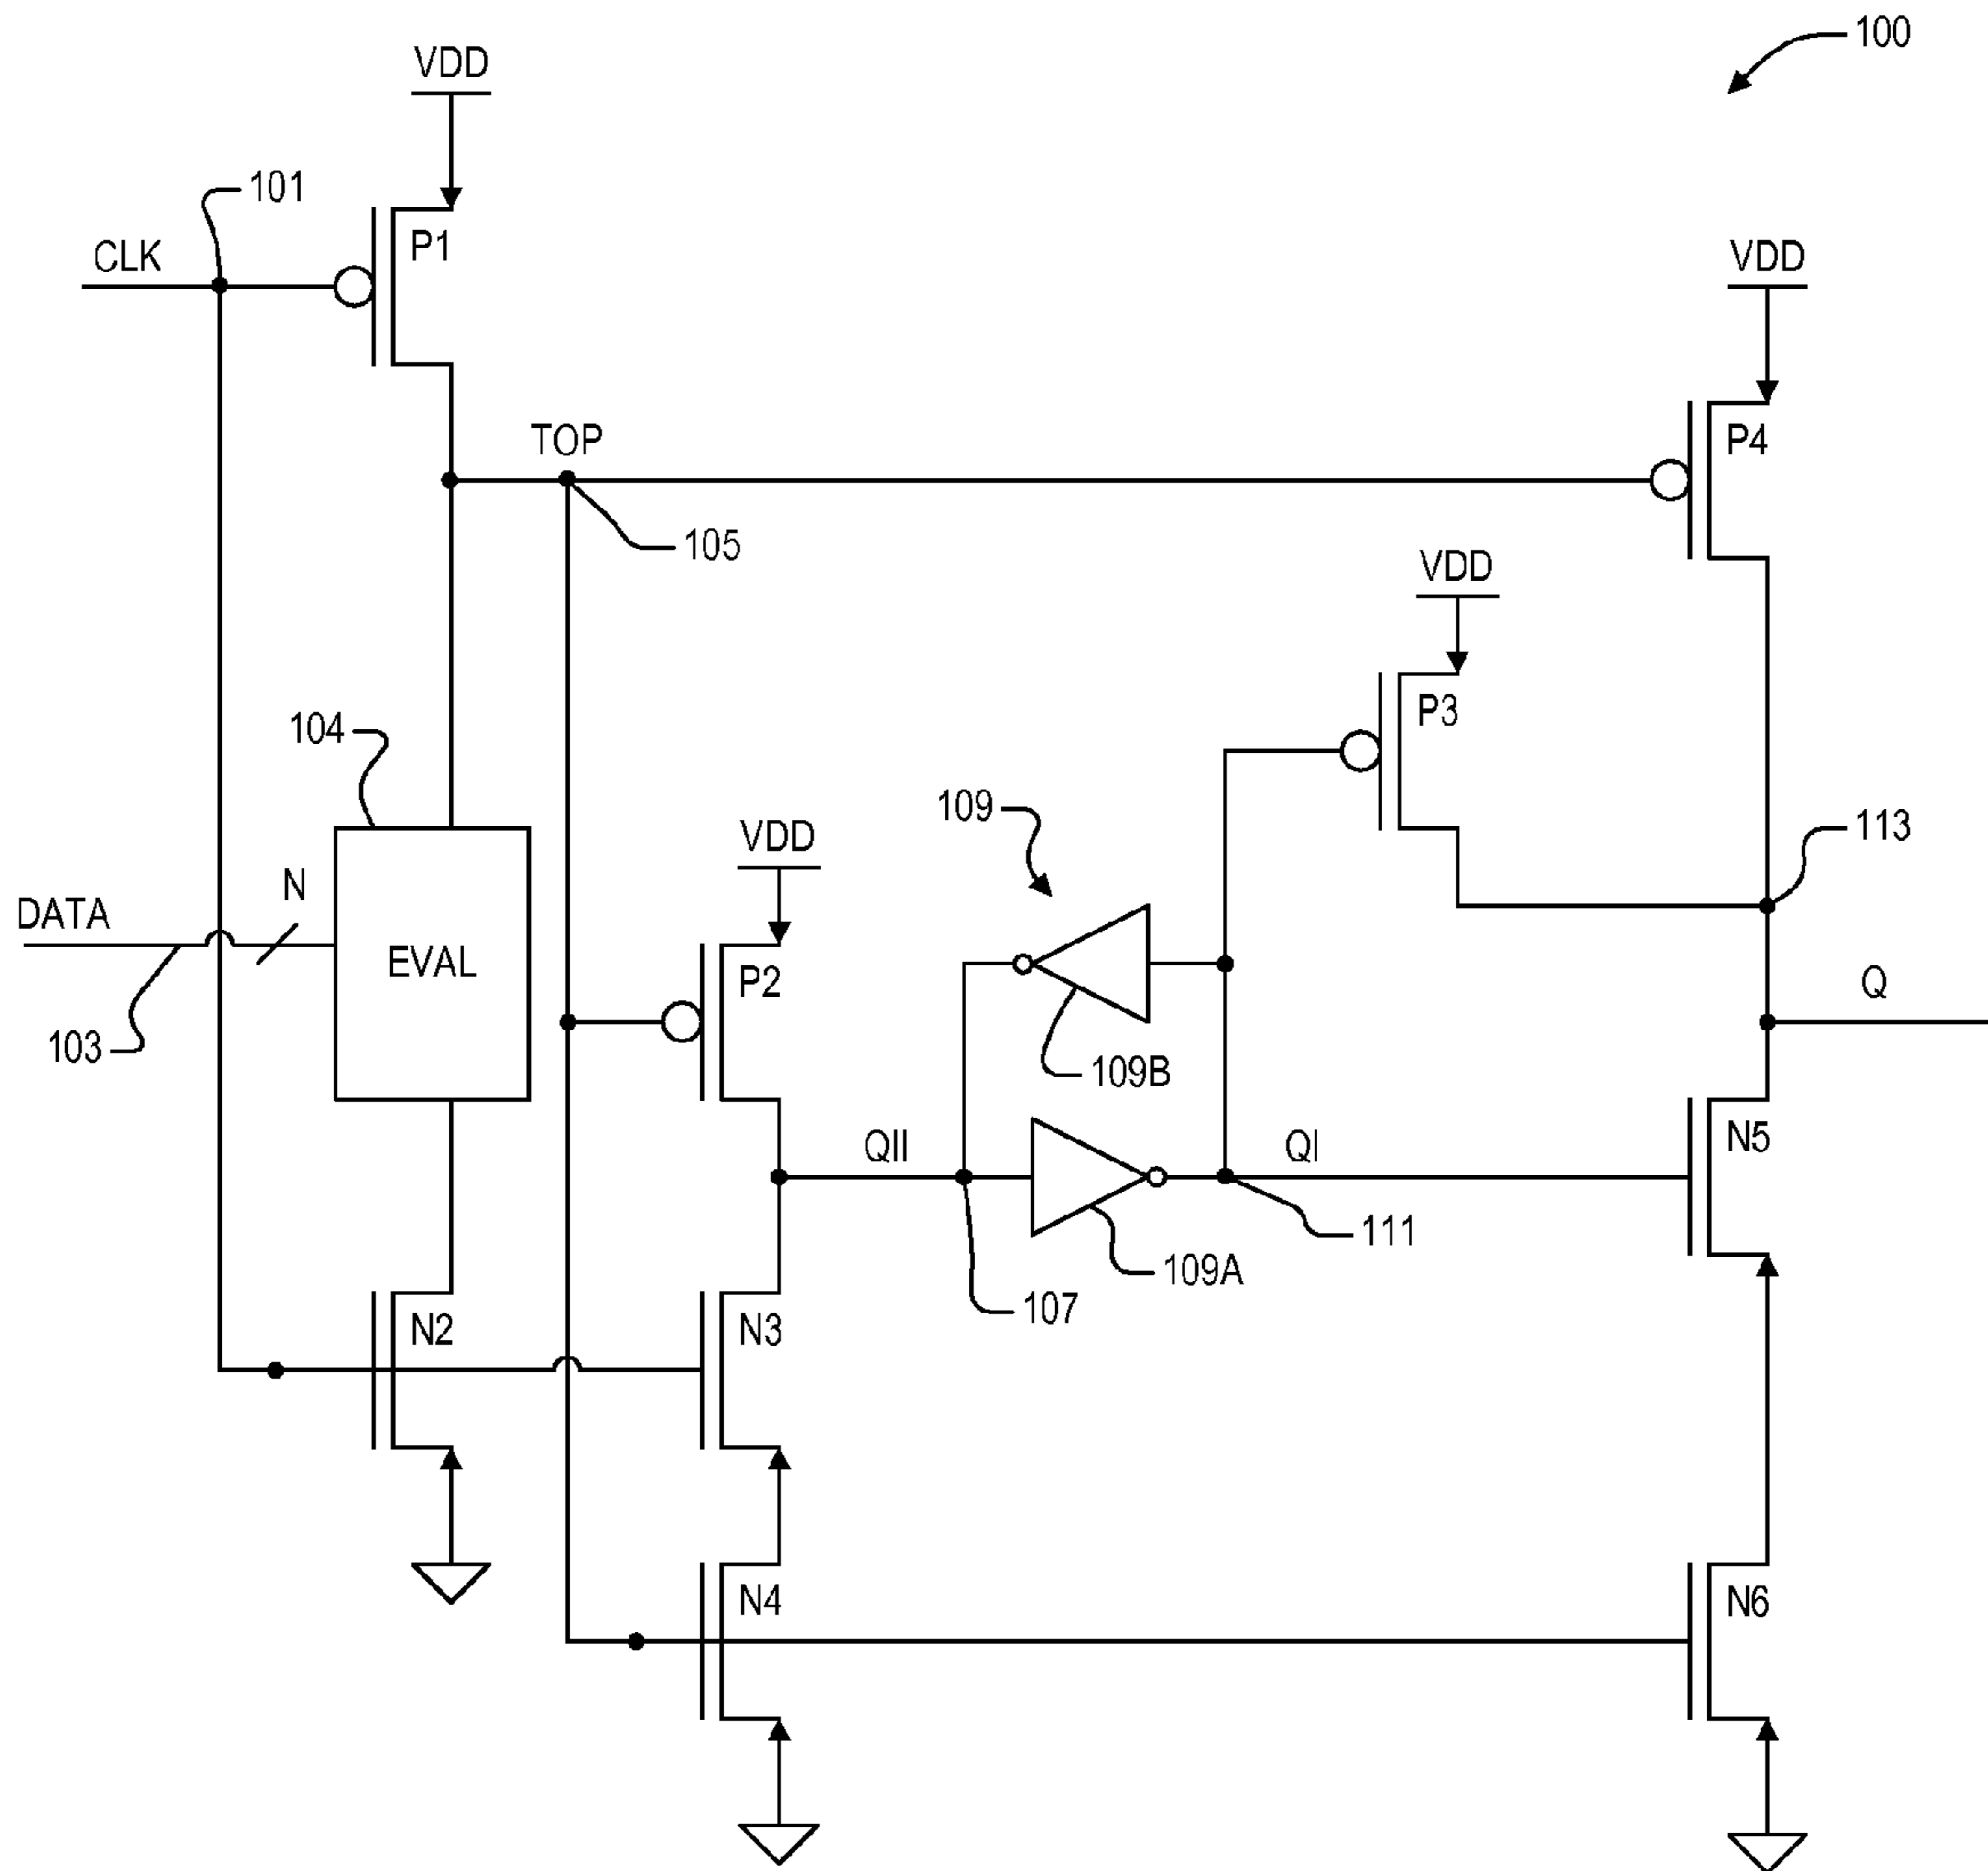 100
VDD
101
P1
CLK
VDD
TOP
P4
105
VDD
P3
104
109
VDD
113
N
DATA
EVAL
P2
Q
103
109B
QII
QI
N5
111
109A
107
N2
N3
N4
N6